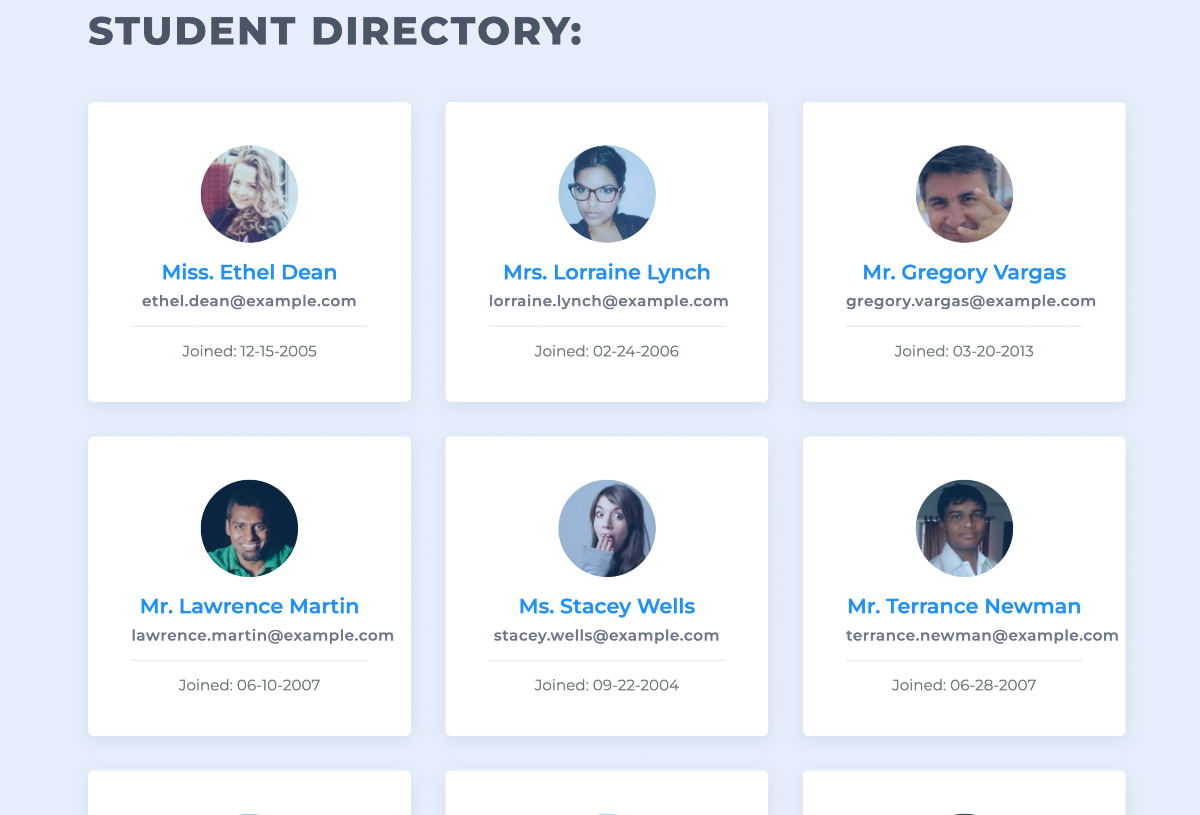 STUDENT DIRECTORY:
Miss. Ethel Dean
ethel.dean@example.com
Joined: 12-15-2005
Mrs. Lorraine Lynch
lorraine.lynch@example.com
Joined: 02-24-2006
Mr. Gregory Vargas
gregory.vargas@example.com
Joined: 03-20-2013
Mr. Lawrence Martin
lawrence.martin@example.com
Joined: 06-10-2007
Ms. Stacey Wells
stacey.wells@example.com
Joined: 09-22-2004
Mr. Terrance Newman
terrance.newman@example.com
Joined: 06-28-2007